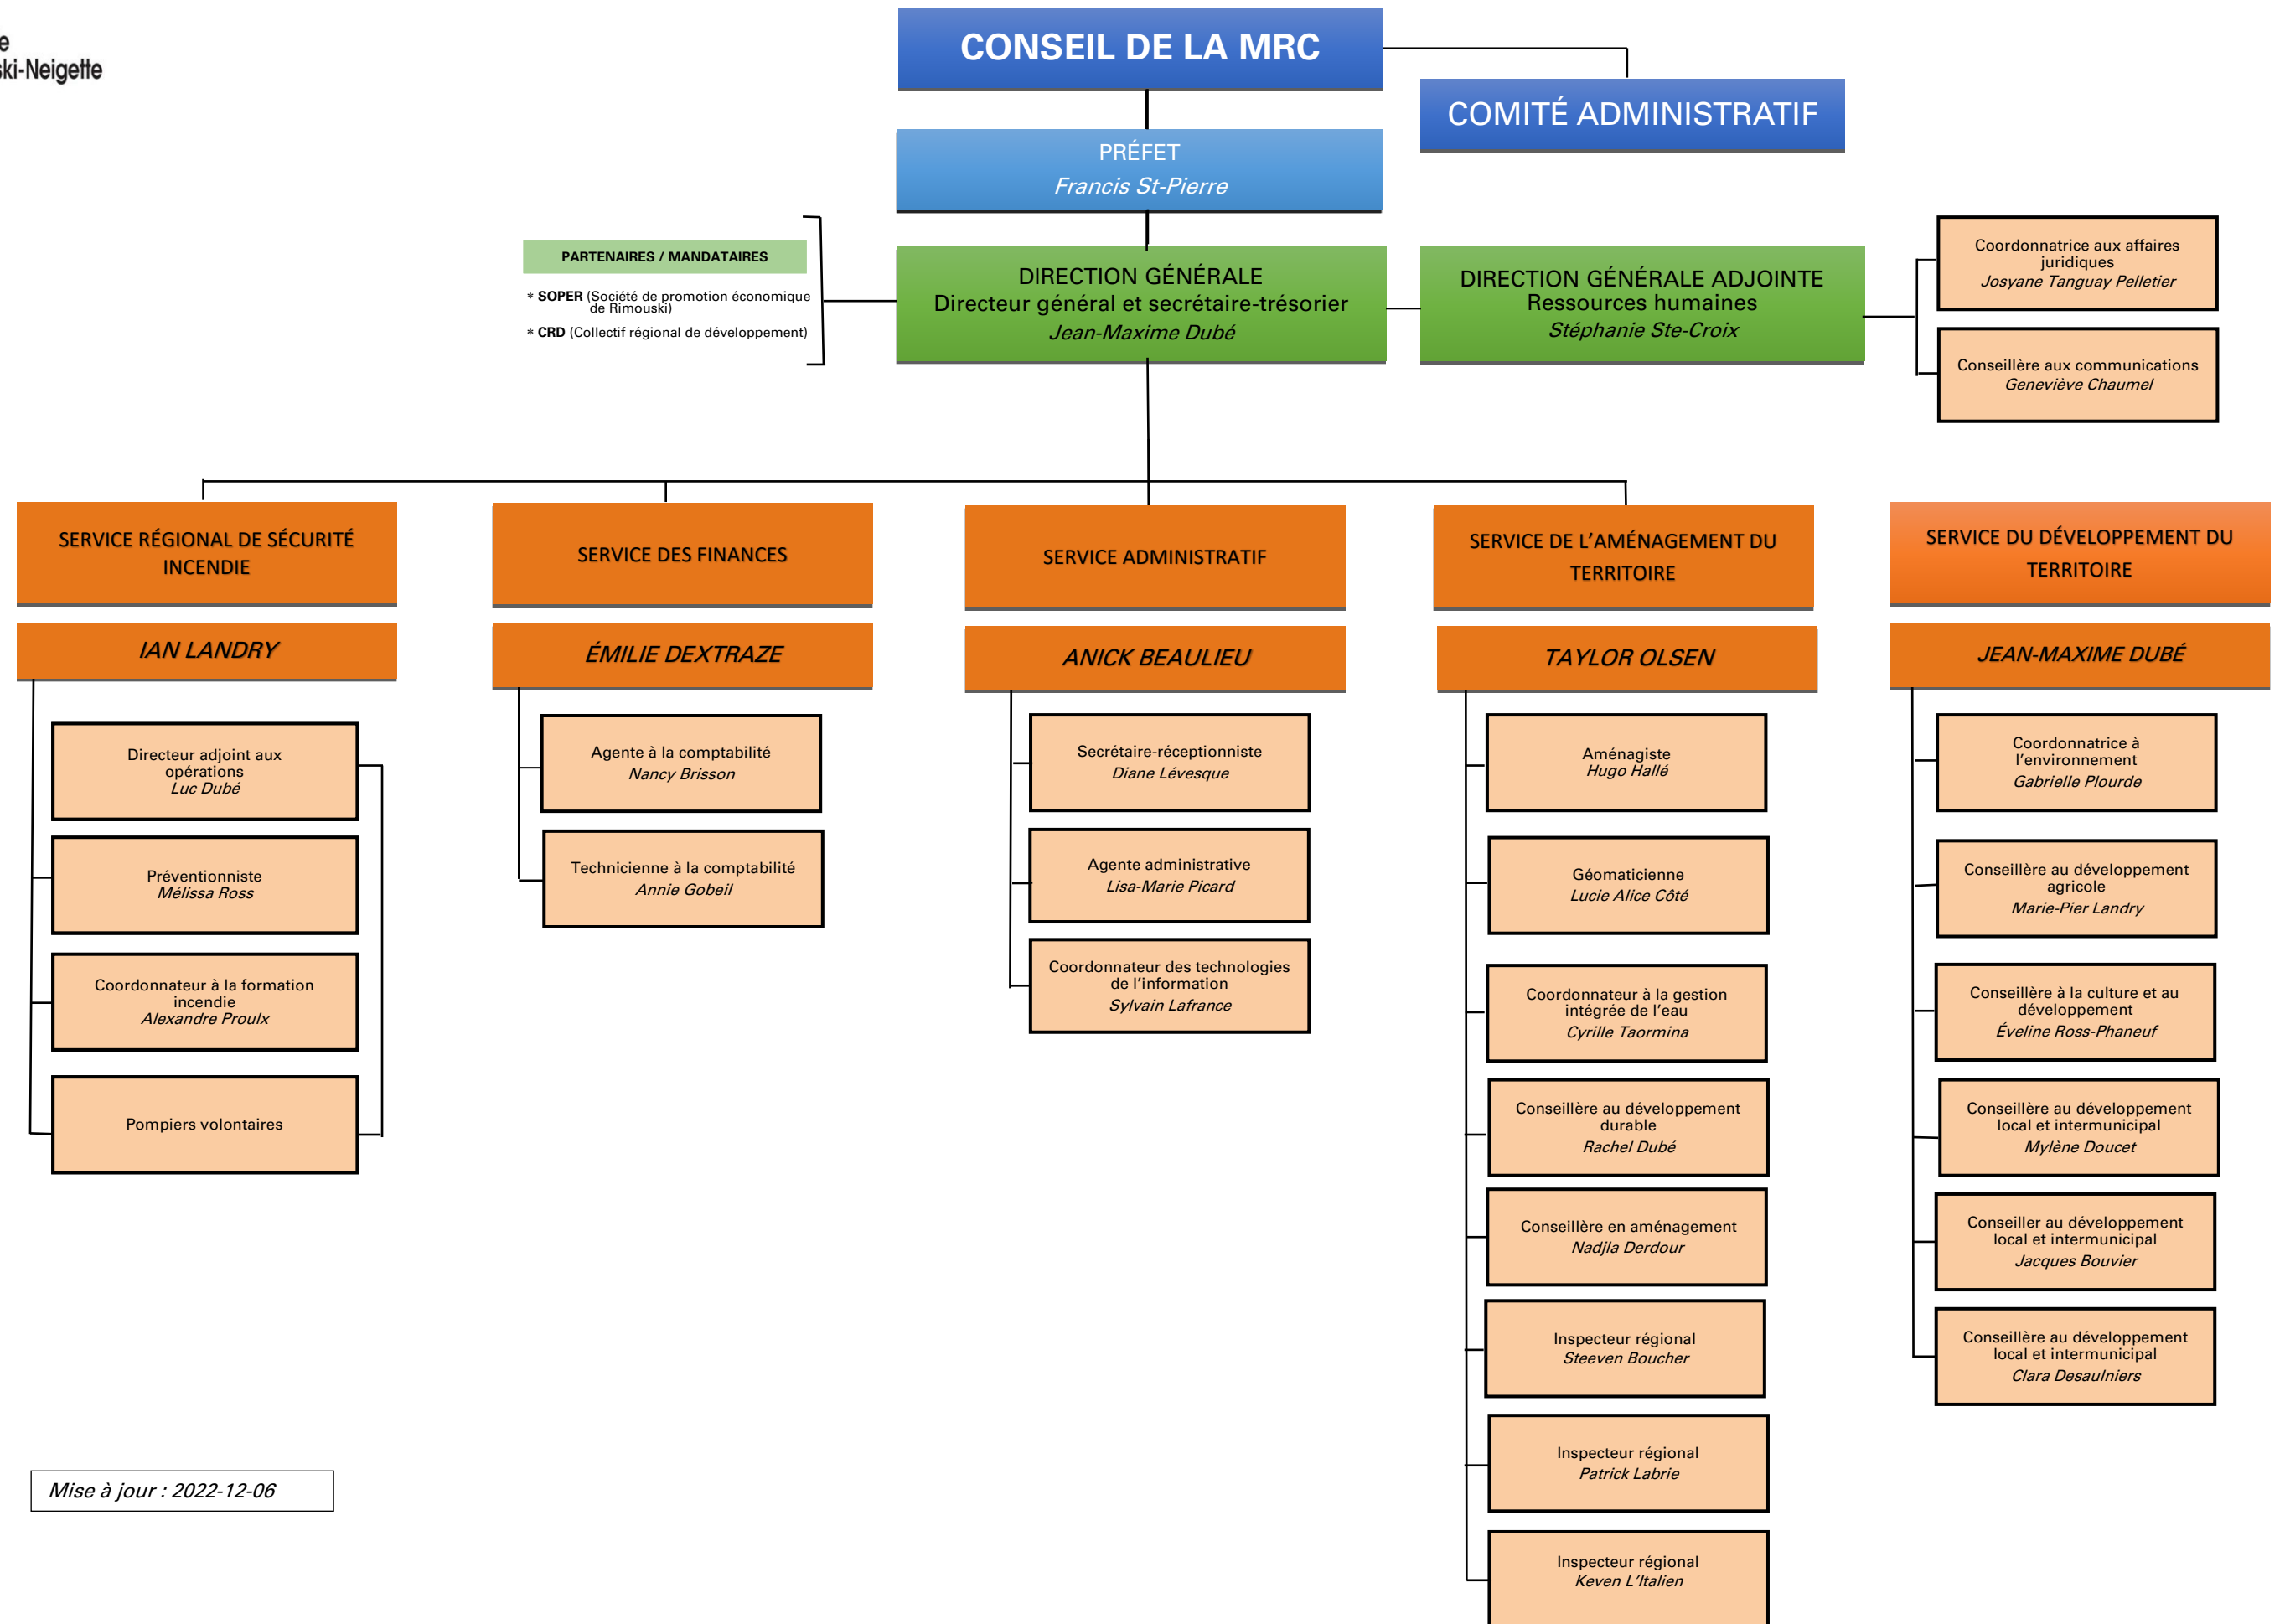 ski-Neigette
CONSEIL DE LA MRC
COMITÉ ADMINISTRATIF
PRÉFET
Francis St-Pierre
PARTENAIRES / MANDATAIRES
* SOPER (Société de promotion économique
de Rimouski)
* CRD (Collectif régional de développement)
DIRECTION GÉNÉRALE
Directeur général et secrétaire-trésorier
Jean-Maxime Dubé
DIRECTION GÉNÉRALE ADJOINTE
Ressources humaines
Stéphanie Ste-Croix
Coordonnatrice aux affaires
juridiques
Josyane Tanguay Pelletier
Conseillère aux communications
Geneviève Chaumel
SERVICE RÉGIONAL DE SÉCURITÉ
INCENDIE
IAN LANDRY
Directeur adjoint aux
opérations
Luc Dubé
Préventionniste
Mélissa Ross
Coordonnateur à la formation
incendie
Alexandre Proulx
Pompiers volontaires
SERVICE DES FINANCES
ÉMILIE DEXTRAZE
Agente à la comptabilité
Nancy Brisson
Technicienne à la comptabilité
Annie Gobeil
SERVICE ADMINISTRATIF
ANICK BEAULIEU
Secrétaire-réceptionniste
Diane Lévesque
Agente administrative
Lisa-Marie Picard
Coordonnateur des technologies
de l'information
Sylvain Lafrance
SERVICE DE L'AMÉNAGEMENT DU
TERRITOIRE
TAYLOR OLSEN
Aménagiste
Hugo Hallé
Géomaticienne
Lucie Alice Côté
Coordonnateur à la gestion
intégrée de l'eau
Cyrille Taormina
Conseillère au développement
durable
Rachel Dubé
Conseillère en aménagement
Nadjla Derdour
Inspecteur régional
Steeven Boucher
Inspecteur régional
Patrick Labrie
Inspecteur régional
Keven L'Italien
SERVICE DU DÉVELOPPEMENT DU
TERRITOIRE
JEAN-MAXIME DUBÉ
Coordonnatrice à
l'environnement
Gabrielle Plourde
Conseillère au développement
agricole
Marie-Pier Landry
Conseillère à la culture et au
développement
Éveline Ross-Phaneuf
Conseillère au développement
local et intermunicipal
Mylène Doucet
Conseiller au développement
local et intermunicipal
Jacques Bouvier
Conseillère au développement
local et intermunicipal
Clara Desaulniers
Mise à jour : 2022-12-06